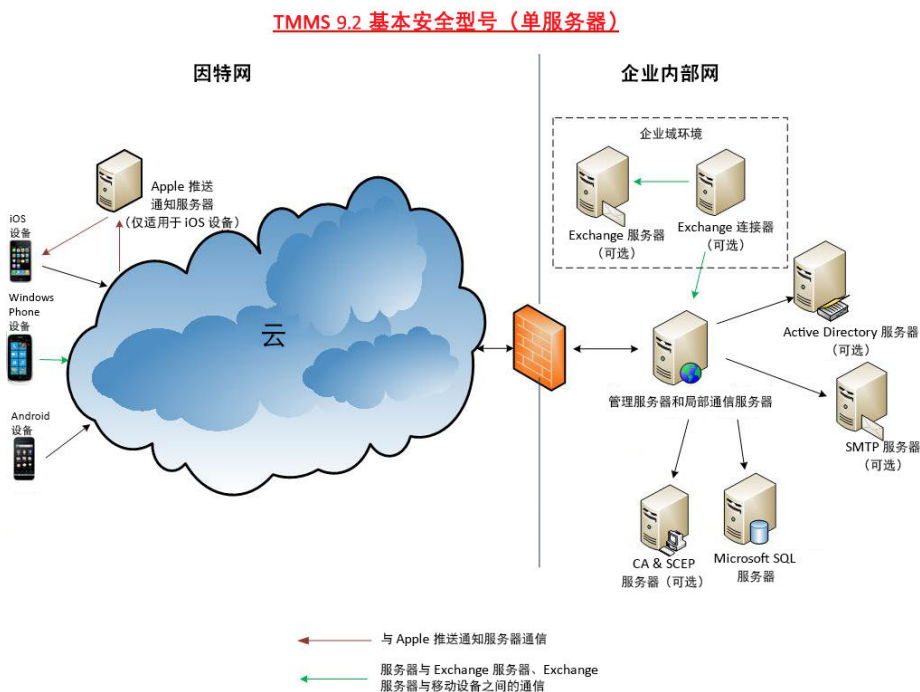 TMMS 9.2 基本安全型号（单服务器）
因特网
企业内部网
企业域环境
Apple 推送
通知服务器
（仅适用于 iOS 设备）
iOS
设备
Exchange 服务器
（可选）
Exchange 连接器
（可选）
Windows
Phone
设备
云
Active Directory 服务器
（可选）
管理服务器和局部通信服务器
Android
设备
SMTP 服务器
（可选）
CA & SCEP
服务器（可选）
Microsoft SQL
服务器
与 Apple 推送通知服务器通信
服务器与 Exchange 服务器、Exchange
服务器与移动设备之间的通信